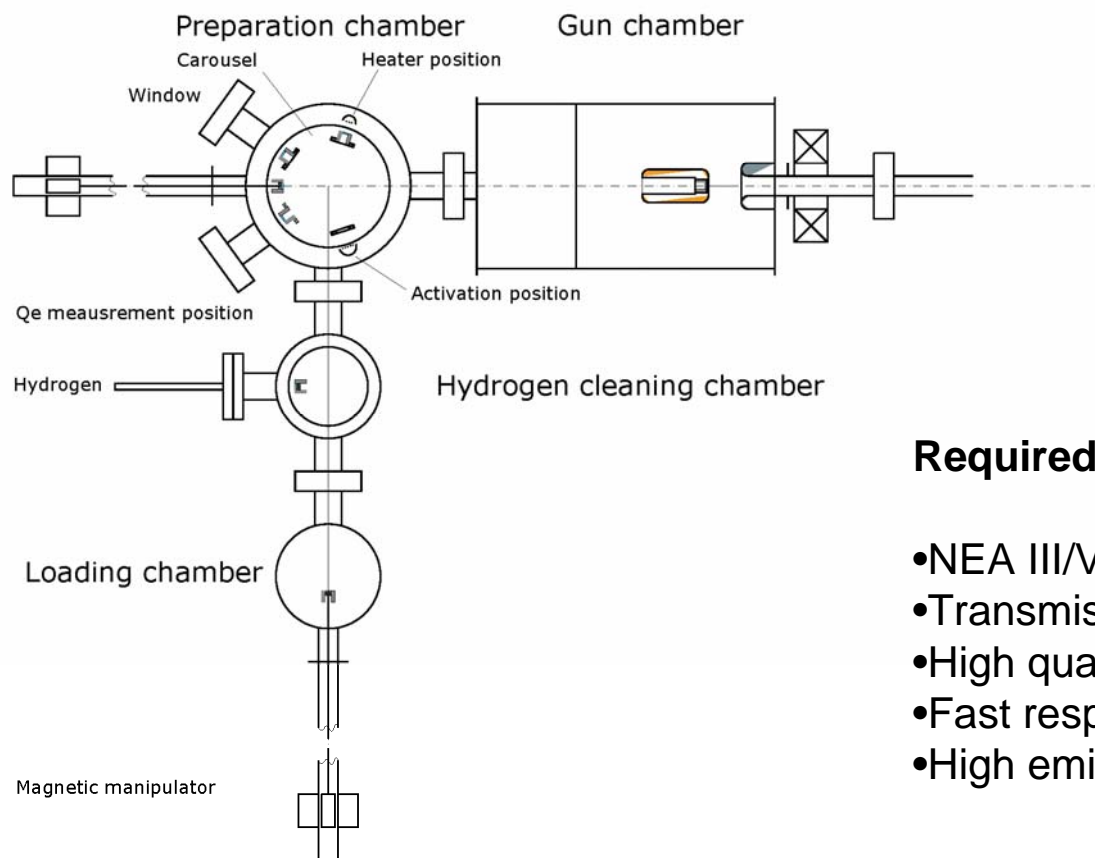 Preparation chamber
Gun chamber
Carousel
Heater position
Window
Activation position
Qe meausrement position
Hydrogen
Hydrogen cleaning chamber
Loading chamber
Magnetic manipulator
Required
•NEA III/V
•Transmis
•High qua
•Fast resp
•High emi